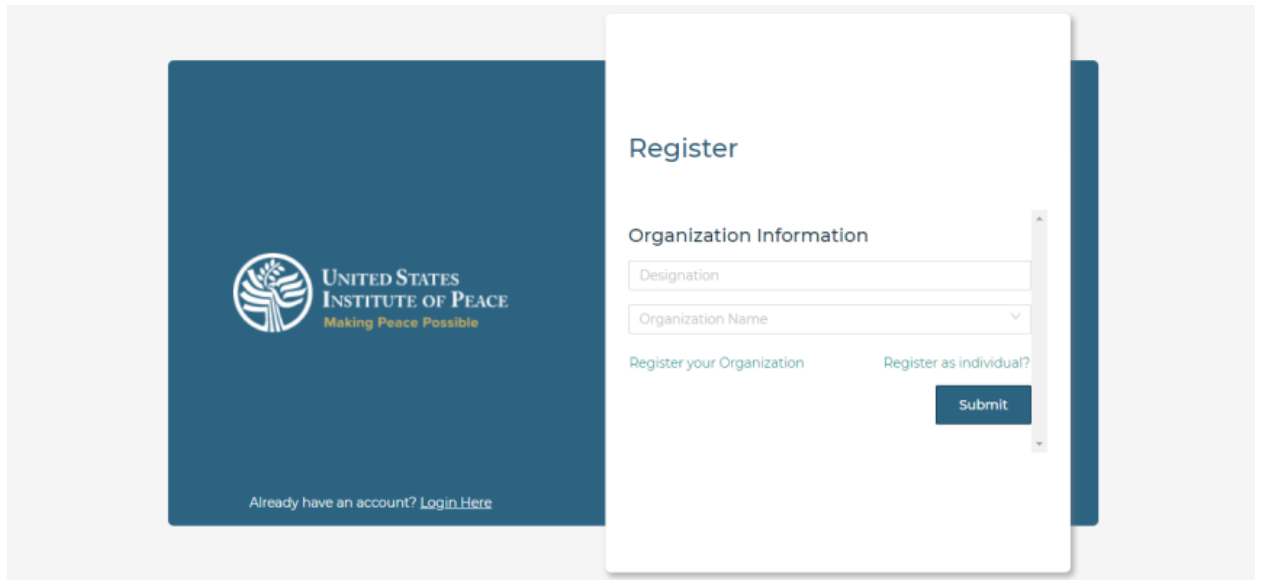 UNITED STATES
INSTITUTE OF PEACE
Making Peace Possible
Already have an account? Login Here
Register
Organization Information
Designation
Organization Name
Register your Organization
Register as individual?
Submit